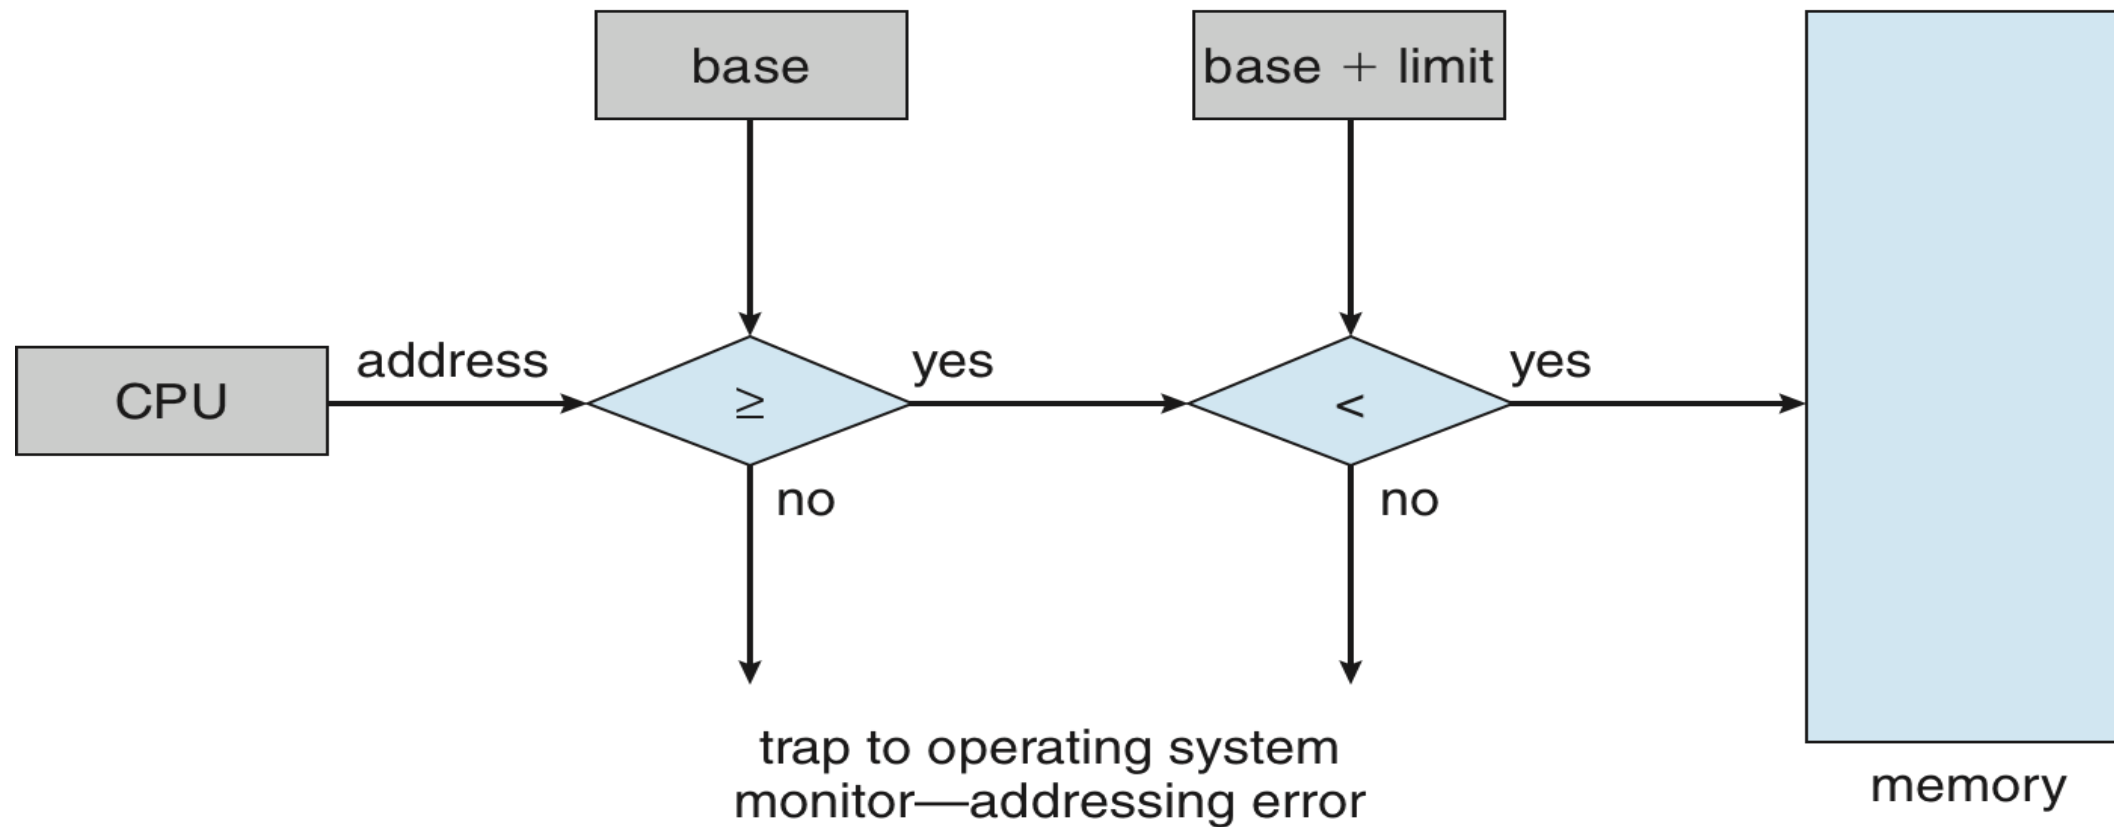 base
base + limit
CPU
address
≥
yes
<
yes
no
no
trap to operating system
monitor—addressing error
memory